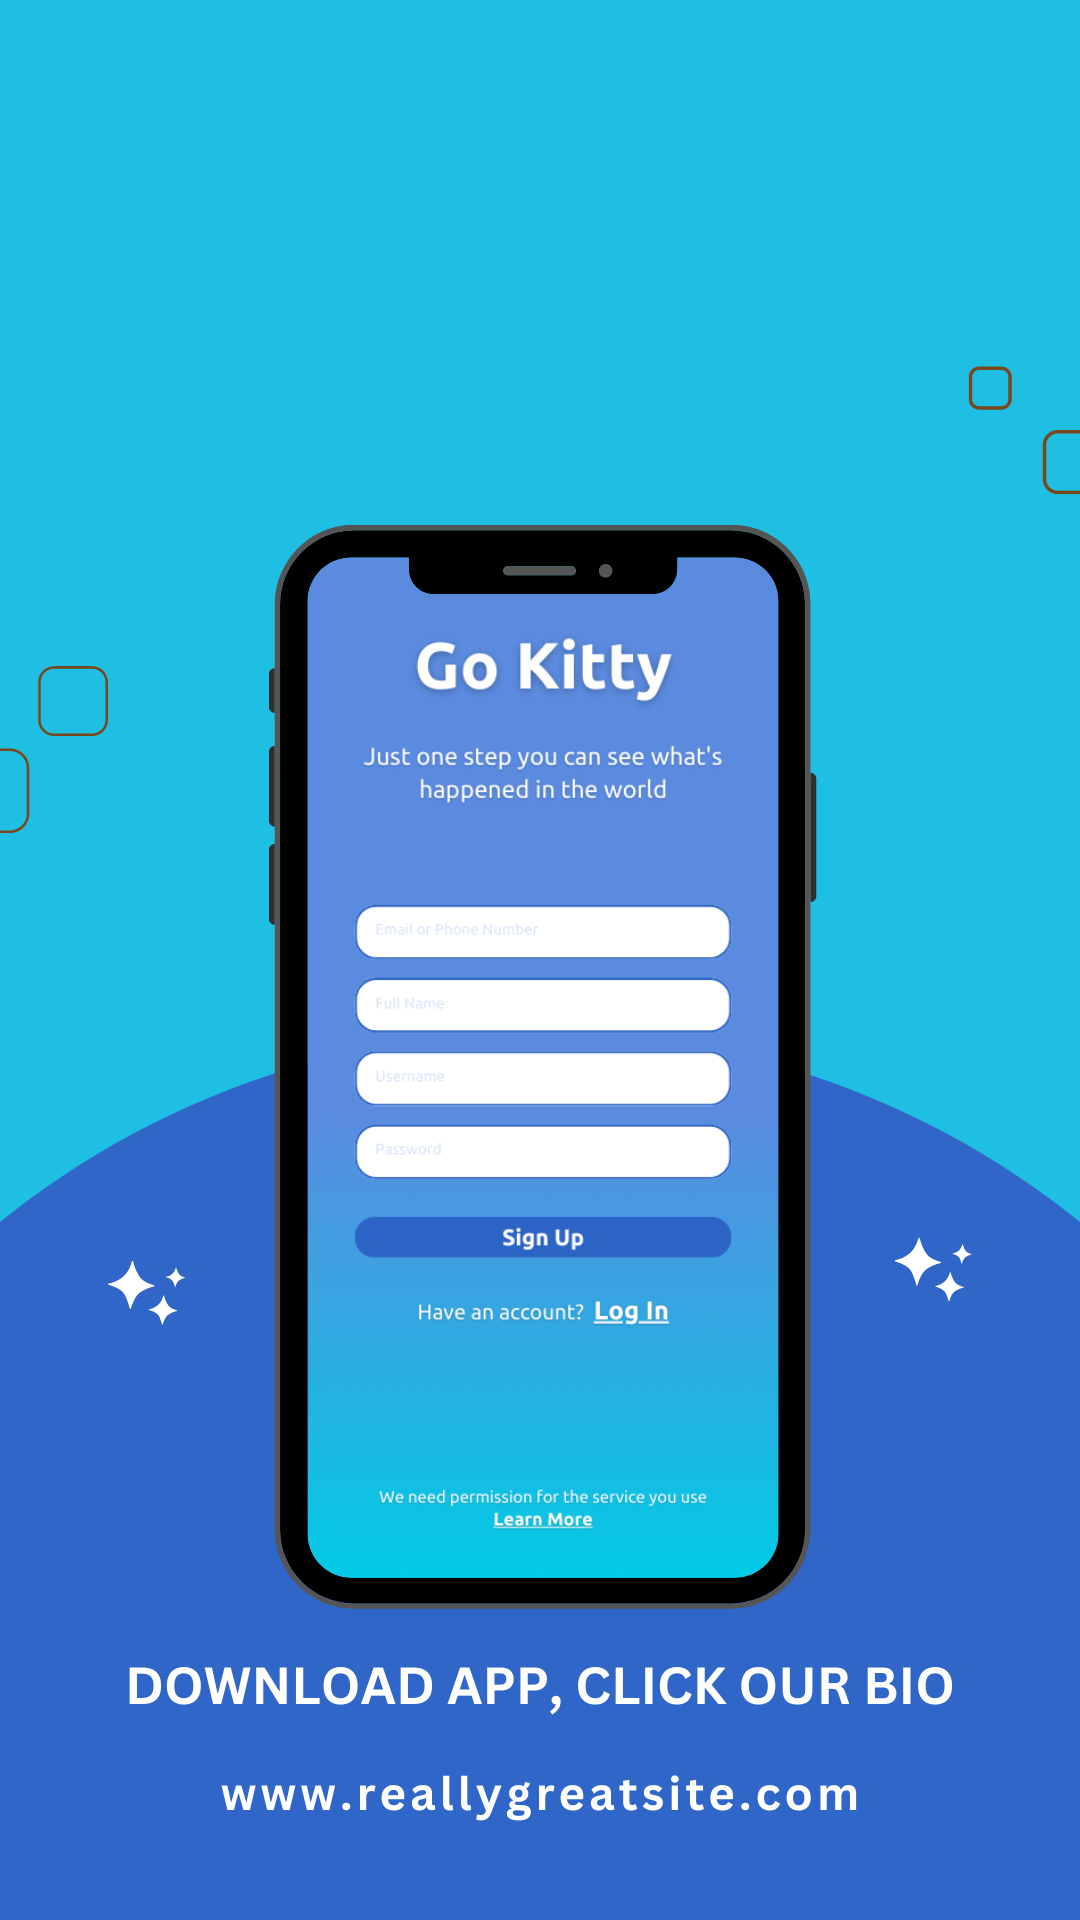 Go Kitty
Just one step you can see what's
happened in the world
Email or Phone Number
Full Name
Username
Password
Sign Up
Have an account? Log In
We need permission for the service you use
Learn More
DOWNLOAD APP, CLICK OUR BIO
www.reallygreatsite.com